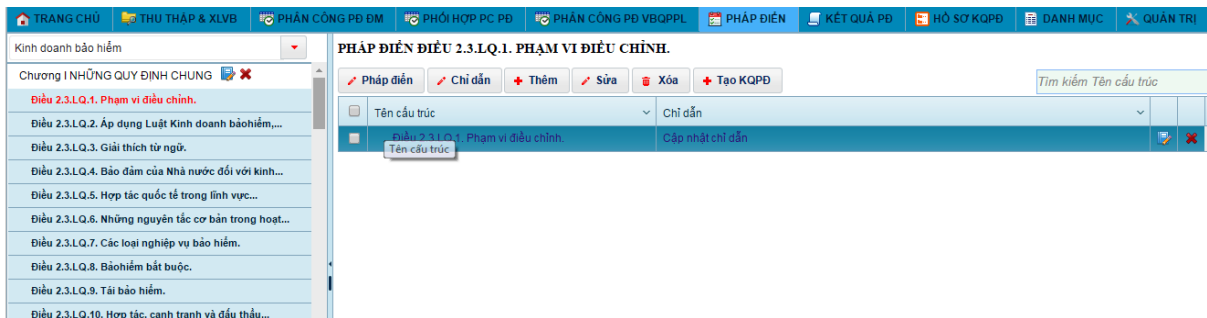 TRANG CHỦ THU THẬP & XLVB PHÂN CÔNG PĐ ĐM PHỐI HỢP PC PĐ PHÂN CÔNG PĐ VBQPPL PHÁP ĐIỂN KẾT QUẢ PĐ HỒ SƠ KQPĐ DANH MỤC QUẢN TRỊ
Kinh doanh bảo hiểm
PHÁP ĐIỂN ĐIỀU 2.3.LQ.1. PHẠM VI ĐIỀU CHỈNH.
Chương I NHỮNG QUY ĐỊNH CHUNG
Pháp điển Chỉ dẫn Thêm Sửa Xóa Tạo KQPĐ Tìm kiếm Tên cấu trúc
Điều 2.3.LQ.1. Phạm vi điều chỉnh.
Tên cấu trúc Chỉ dẫn
Điều 2.3.LQ.2. Áp dụng Luật Kinh doanh bảohiểm,...
Điều 2.3.LQ.1. Phạm vi điều chỉnh. Cập nhật chỉ dẫn
Tên cấu trúc
Điều 2.3.LQ.3. Giải thích từ ngữ.
Điều 2.3.LQ.4. Bảo đảm của Nhà nước đối với kinh...
Điều 2.3.LQ.5. Hợp tác quốc tế trong lĩnh vực...
Điều 2.3.LQ.6. Những nguyên tắc cơ bản trong hoạt...
Điều 2.3.LQ.7. Các loại nghiệp vụ bảo hiểm.
Điều 2.3.LQ.8. Bảohiểm bắt buộc.
Điều 2.3.LQ.9. Tái bảo hiểm.
Điều 2.3.LQ.10. Hợp tác, cạnh tranh và đấu thầu...